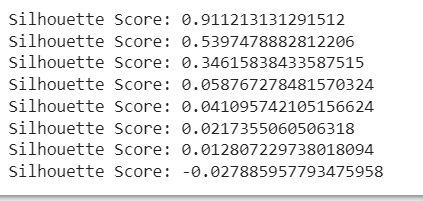 Silhouette Score: 0.911213131291512
Silhouette Score: 0.5397478882812206
Silhouette Score: 0.34615838433587515
Silhouette Score: 0.058767278481570324
Silhouette Score: 0.041095742105156624
Silhouette Score: 0.0217355060506318
Silhouette Score: 0.012807229738018094
Silhouette Score: -0.027885957793475958